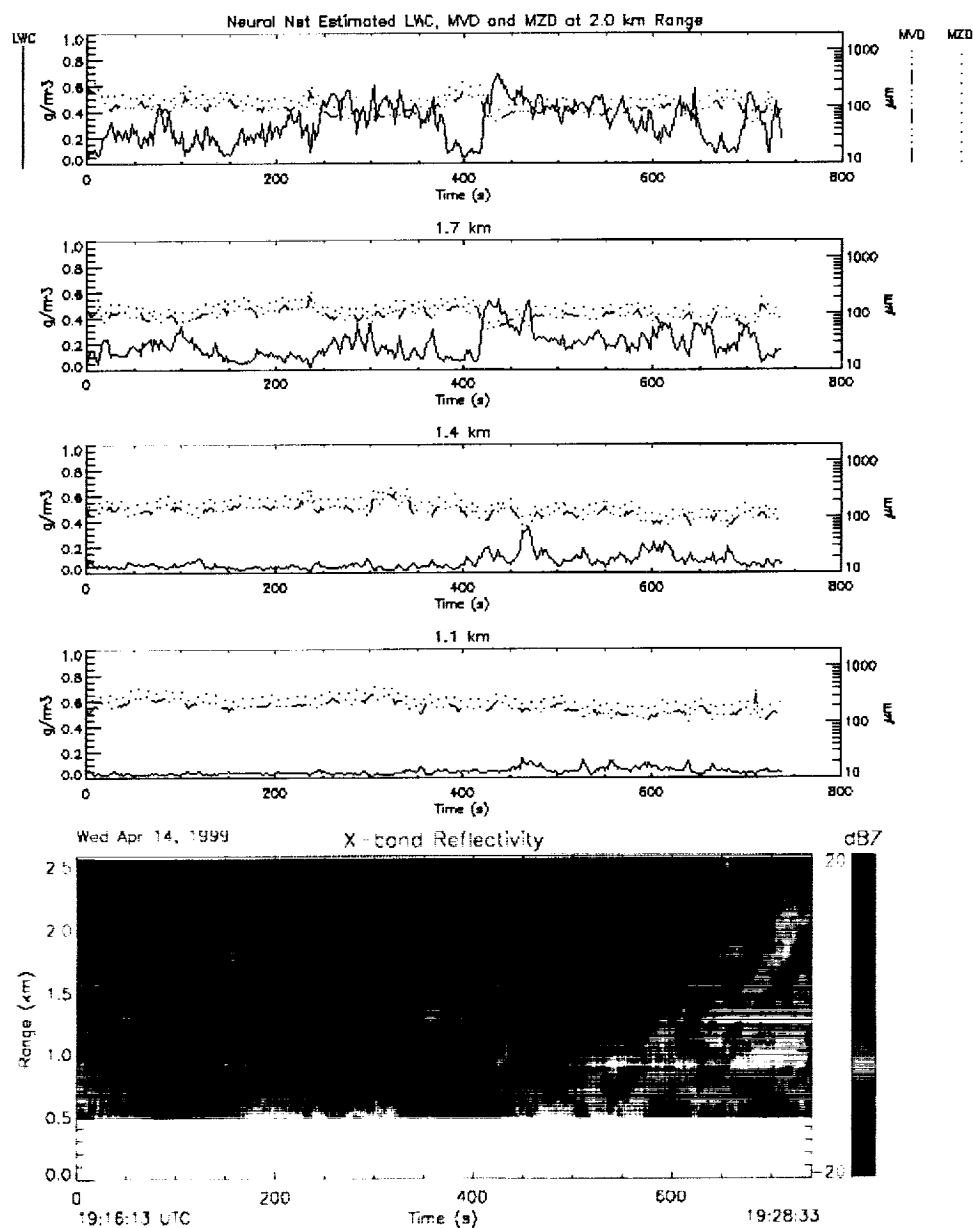 Neural Net Estimated LWC, MVD and MZD at 2.0 km Range
LWC
MVD MZD
1.0
0.8
0.6
0.4
0.2
0.0
g/m3
1000
100
10
µm
0 200 400 600 800
Time (s)
1.7 km
1.0
0.8
0.6
0.4
0.2
0.0
g/m3
1000
100
10
µm
0 200 400 600 800
Time (s)
1.4 km
1.0
0.8
0.6
0.4
0.2
0.0
g/m3
1000
100
10
µm
0 200 400 600 800
Time (s)
1.1 km
1.0
0.8
0.6
0.4
0.2
0.0
g/m3
1000
100
10
µm
0 200 400 600 800
Time (s)
Wed Apr 14, 1999 X-band Reflectivity dBZ
2.5
2.0
1.5
1.0
0.5
0.0
Range (km)
20
-20
0 200 400 600
19:16:13 UTC Time (s) 19:28:33